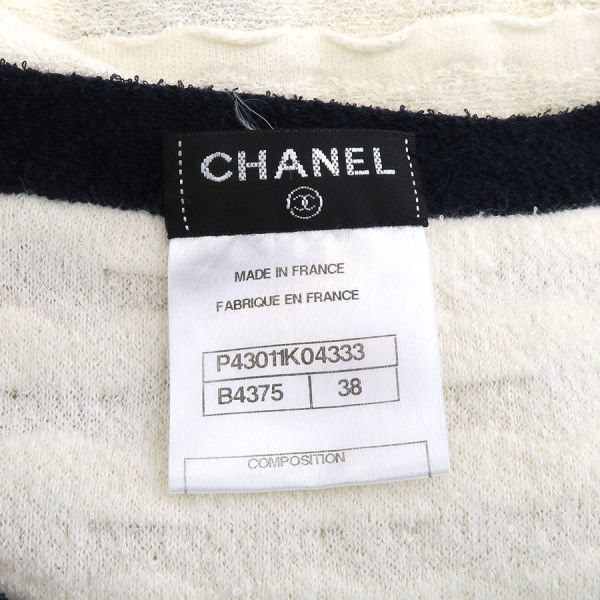 CHANEL
MADE IN FRANCE
FABRIQUE EN FRANCE
P43011K04333
B4375 38
COMPOSITION